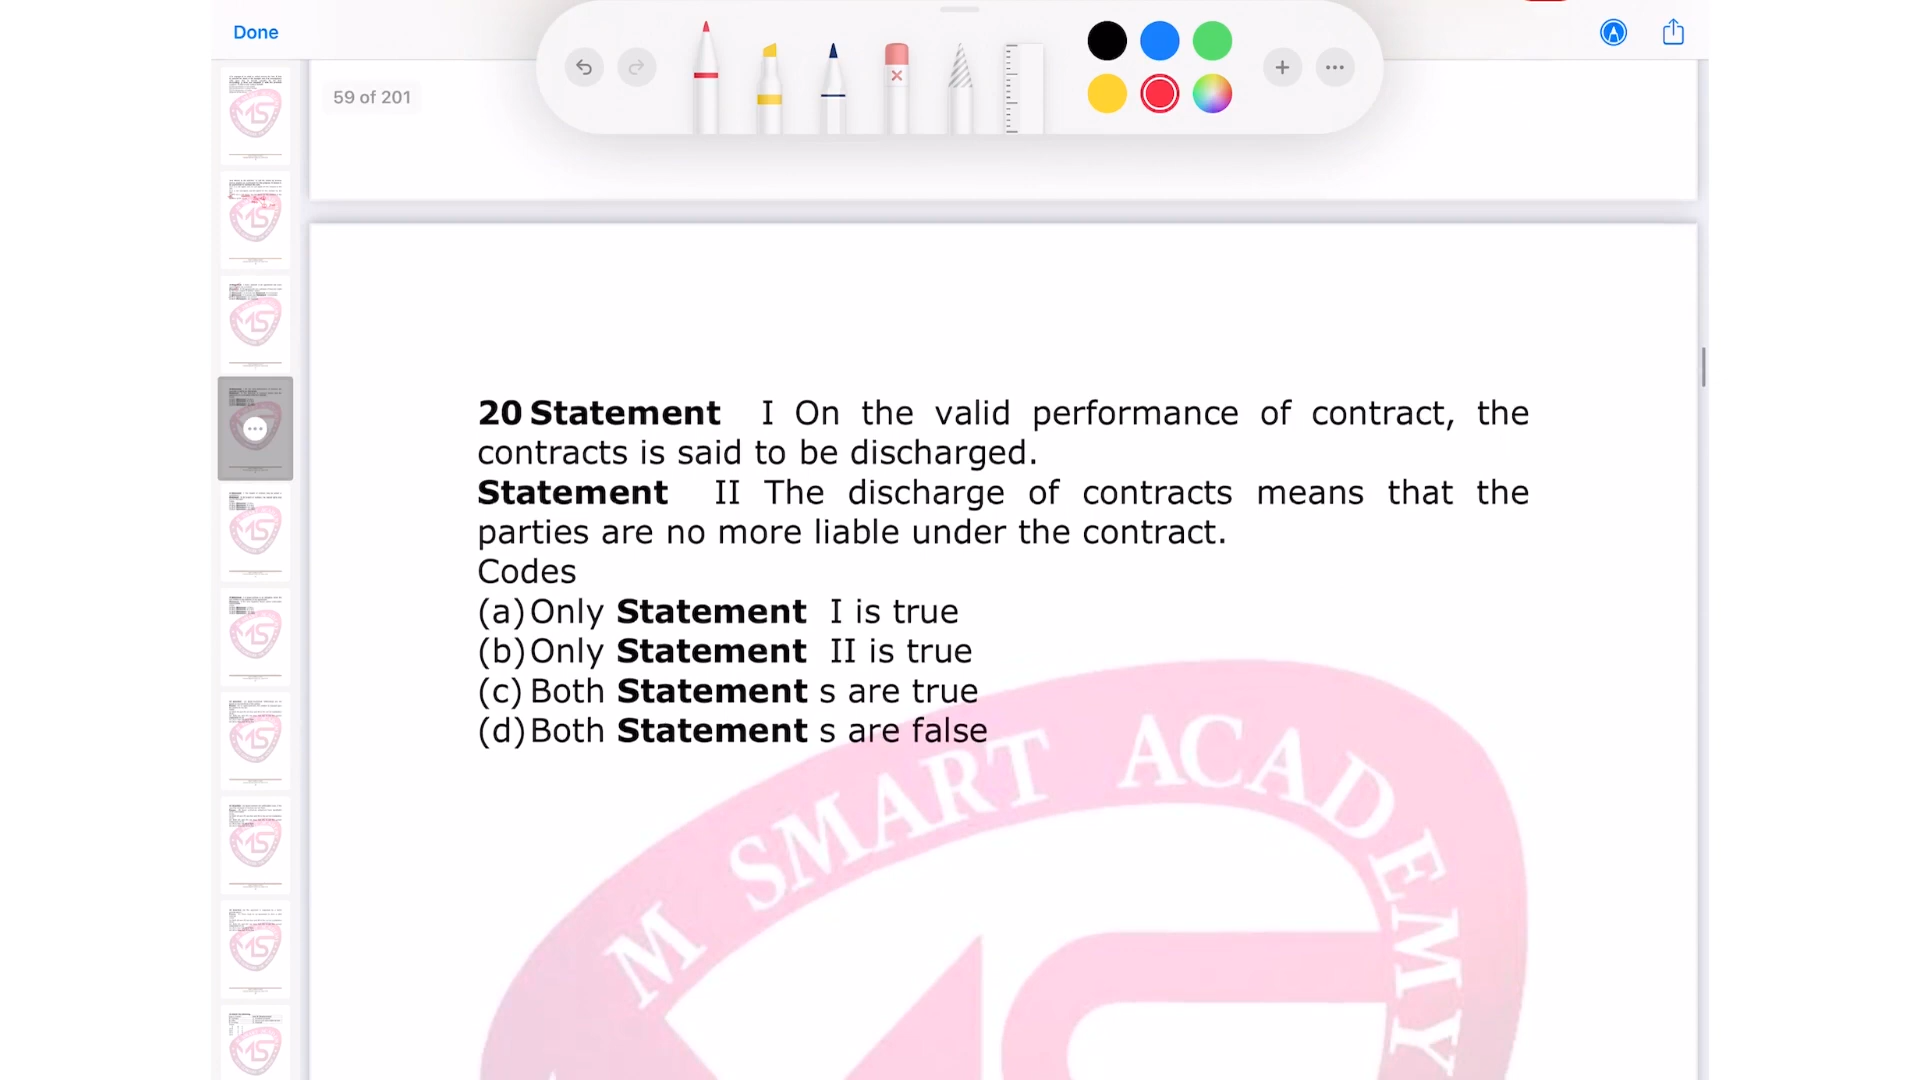 Done
59 of 201
20 Statement I On the valid performance of contract, the
contracts is said to be discharged.
Statement II The discharge of contracts means that the
parties are no more liable under the contract.
Codes
(a) Only Statement I is true
(b) Only Statement II is true
(c) Both Statement s are true
(d) Both Statement s are false
M SMART ACADEMY